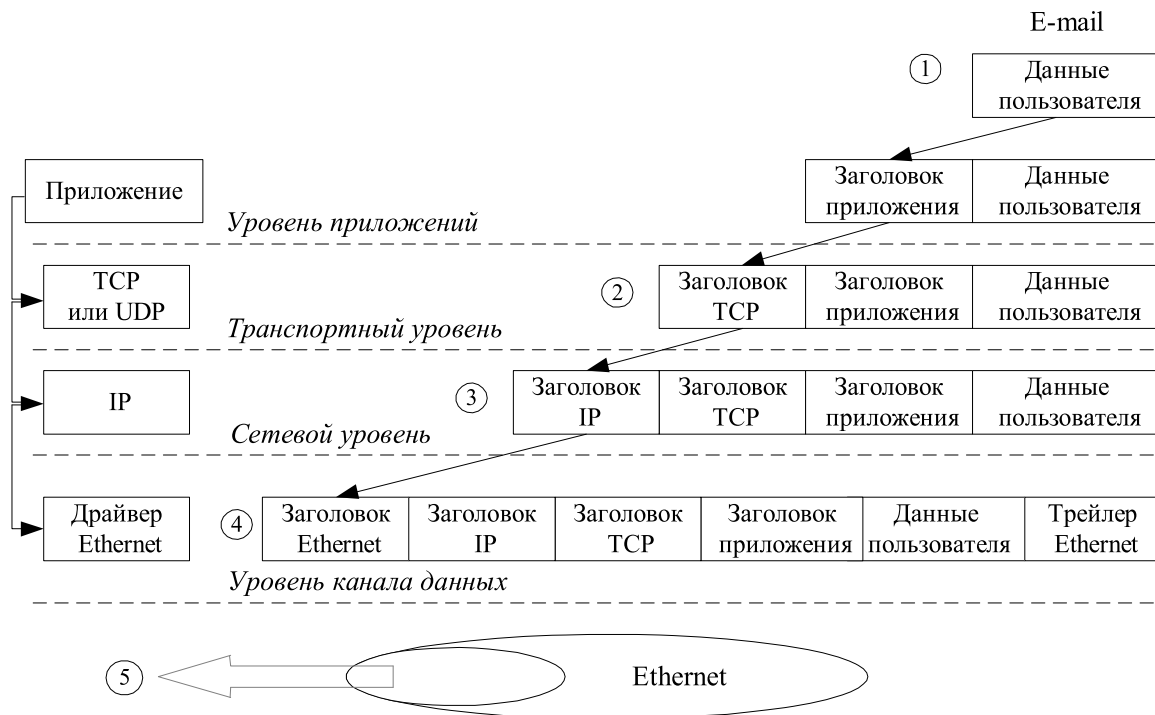 E-mail
1
Данные
пользователя
Приложение
Заголовок
приложения
Данные
пользователя
Уровень приложений
TCP
или UDP
2
Заголовок
TCP
Заголовок
приложения
Данные
пользователя
Транспортный уровень
IP
3
Заголовок
IP
Заголовок
TCP
Заголовок
приложения
Данные
пользователя
Сетевой уровень
Драйвер
Ethernet
4
Заголовок
Ethernet
Заголовок
IP
Заголовок
TCP
Заголовок
приложения
Данные
пользователя
Трейлер
Ethernet
Уровень канала данных
5
Ethernet